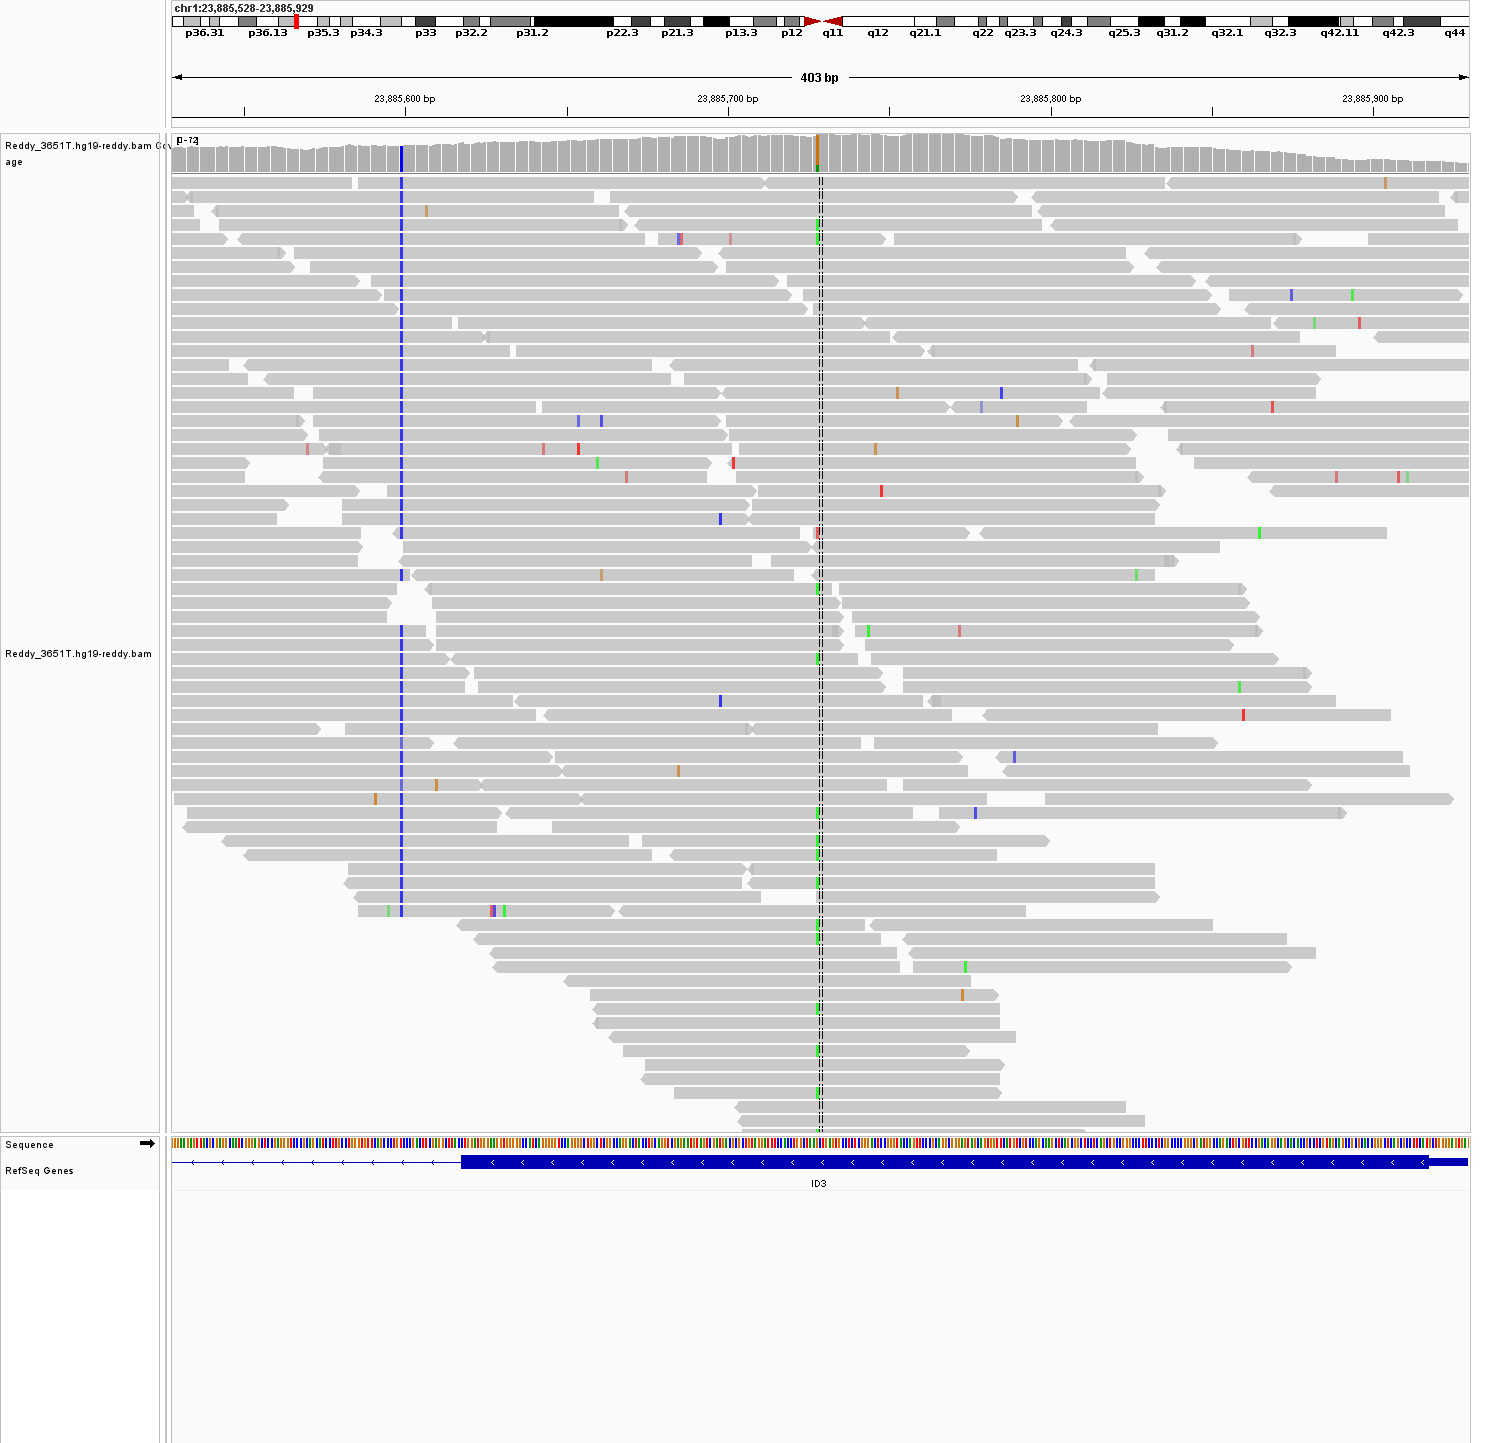 chr1:23,885,528-23,885,929
p36.31 p36.13 p35.3 p34.3 p33 p32.2 p31.2 p22.3 p21.3 p13.3 p12 q11 q12 q21.1 q22 q23.3 q24.3 q25.3 q31.2 q32.1 q32.3 q42.11 q42.3 q44
403 bp
23,885,600 bp 23,885,700 bp 23,885,800 bp 23,885,900 bp
[0-72]
Reddy_3651T.hg19-reddy.bam Cov
age
Reddy_3651T.hg19-reddy.bam
Sequence
RefSeq Genes
ID3